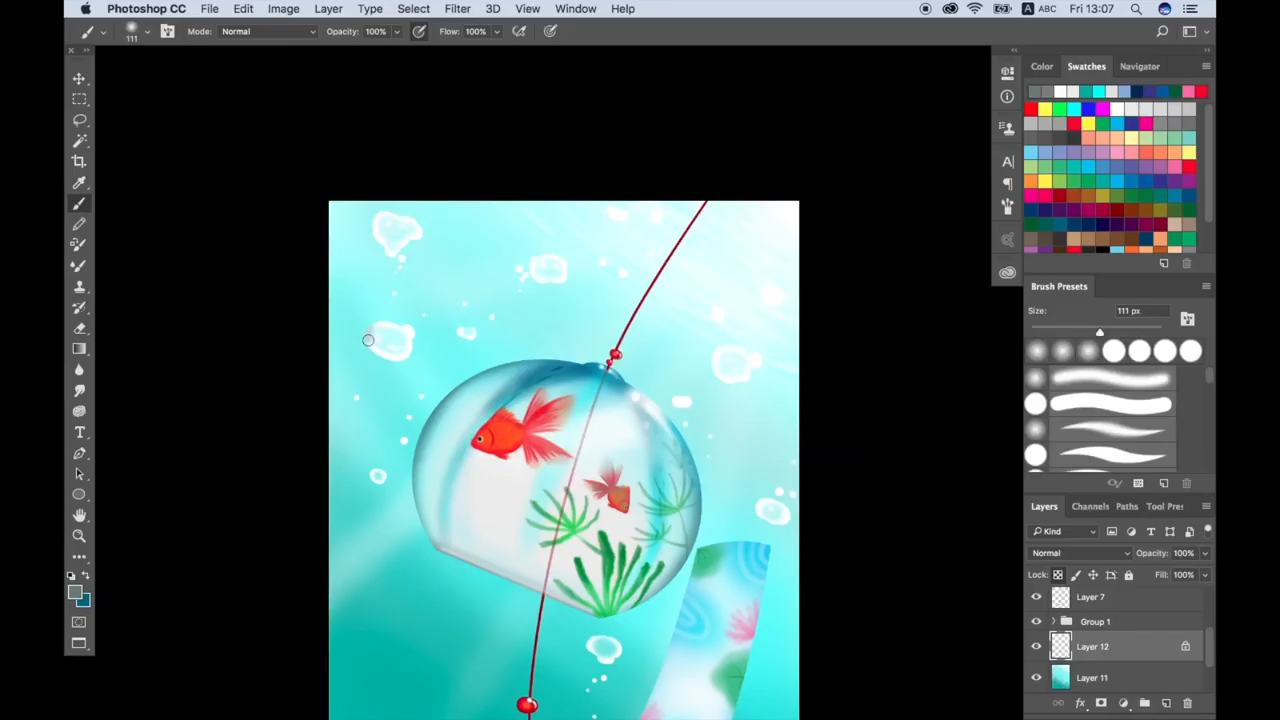 Photoshop CC File Edit Image Layer Type Select Filter 3D View Window Help A ABC Fri 13:07
111 Mode: Normal Opacity: 100% Flow: 100%
Color Swatches Navigator
Brush Presets
Size: 111 px
Layers Channels Paths Tool Pres
Kind
Normal Opacity: 100%
Lock: Fill: 100%
Layer 7
Group 1
Layer 12
Layer 11